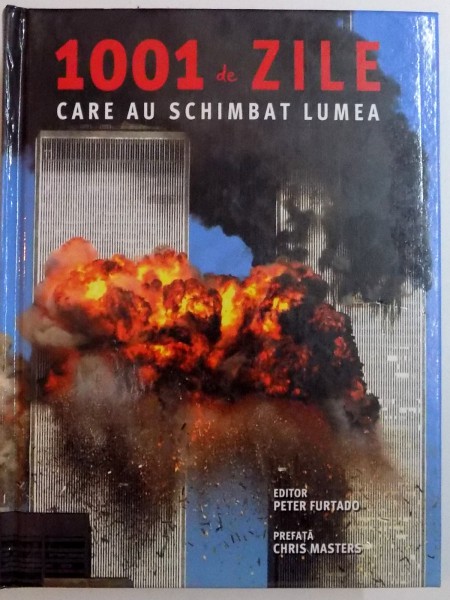 1001 de ZILE
CARE AU SCHIMBAT LUMEA
EDITOR
PETER FURTADO
PREFAȚĂ
CHRIS MASTERS